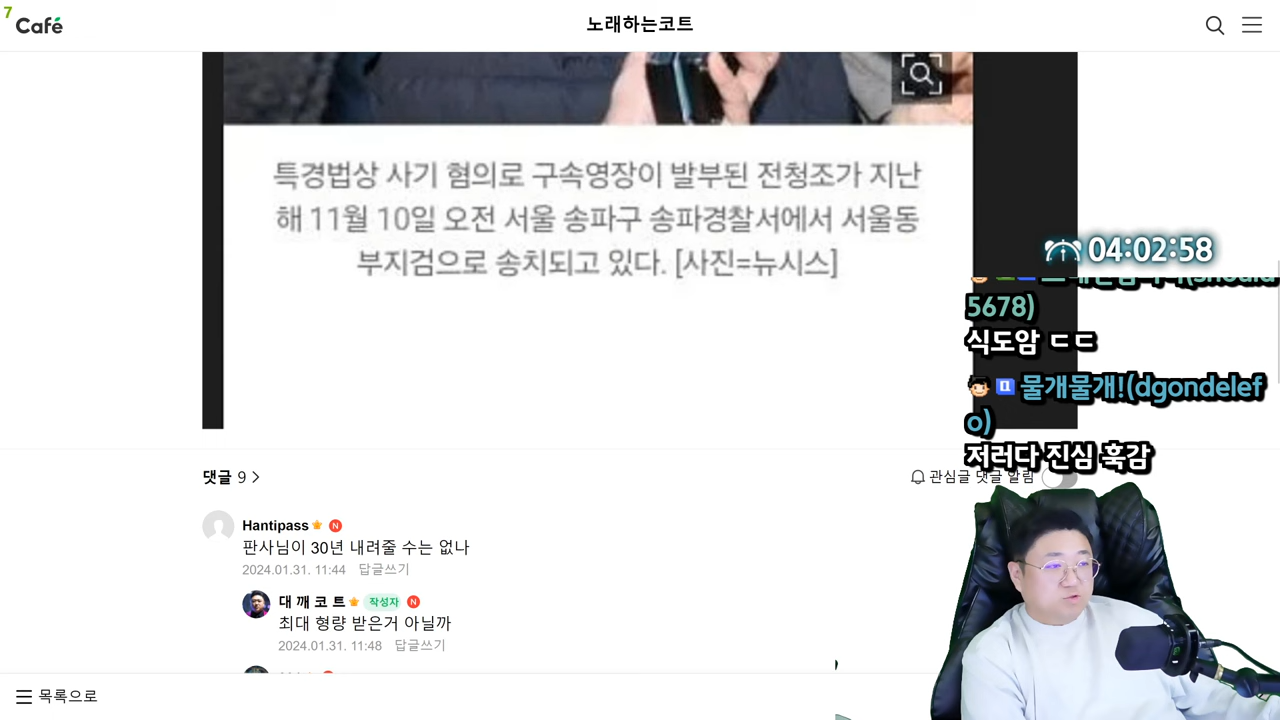 7
Café
노래하는코트
특경법상 사기 혐의로 구속영장이 발부된 전청조가 지난
해 11월 10일 오전 서울 송파구 송파경찰서에서 서울동
부지검으로 송치되고 있다. [사진=뉴시스]
04:02:58
5678)
식도암 ㄷㄷ
물개물개!(dgondelef
o)
저러다 진심 훅감
댓글 9
관심글 댓글 알림
Hantipass N
판사님이 30년 내려줄 수는 없나
2024.01.31. 11:44 답글쓰기
대 깨 코 트 작성자 N
최대 형량 받은거 아닐까
2024.01.31. 11:48 답글쓰기
목록으로